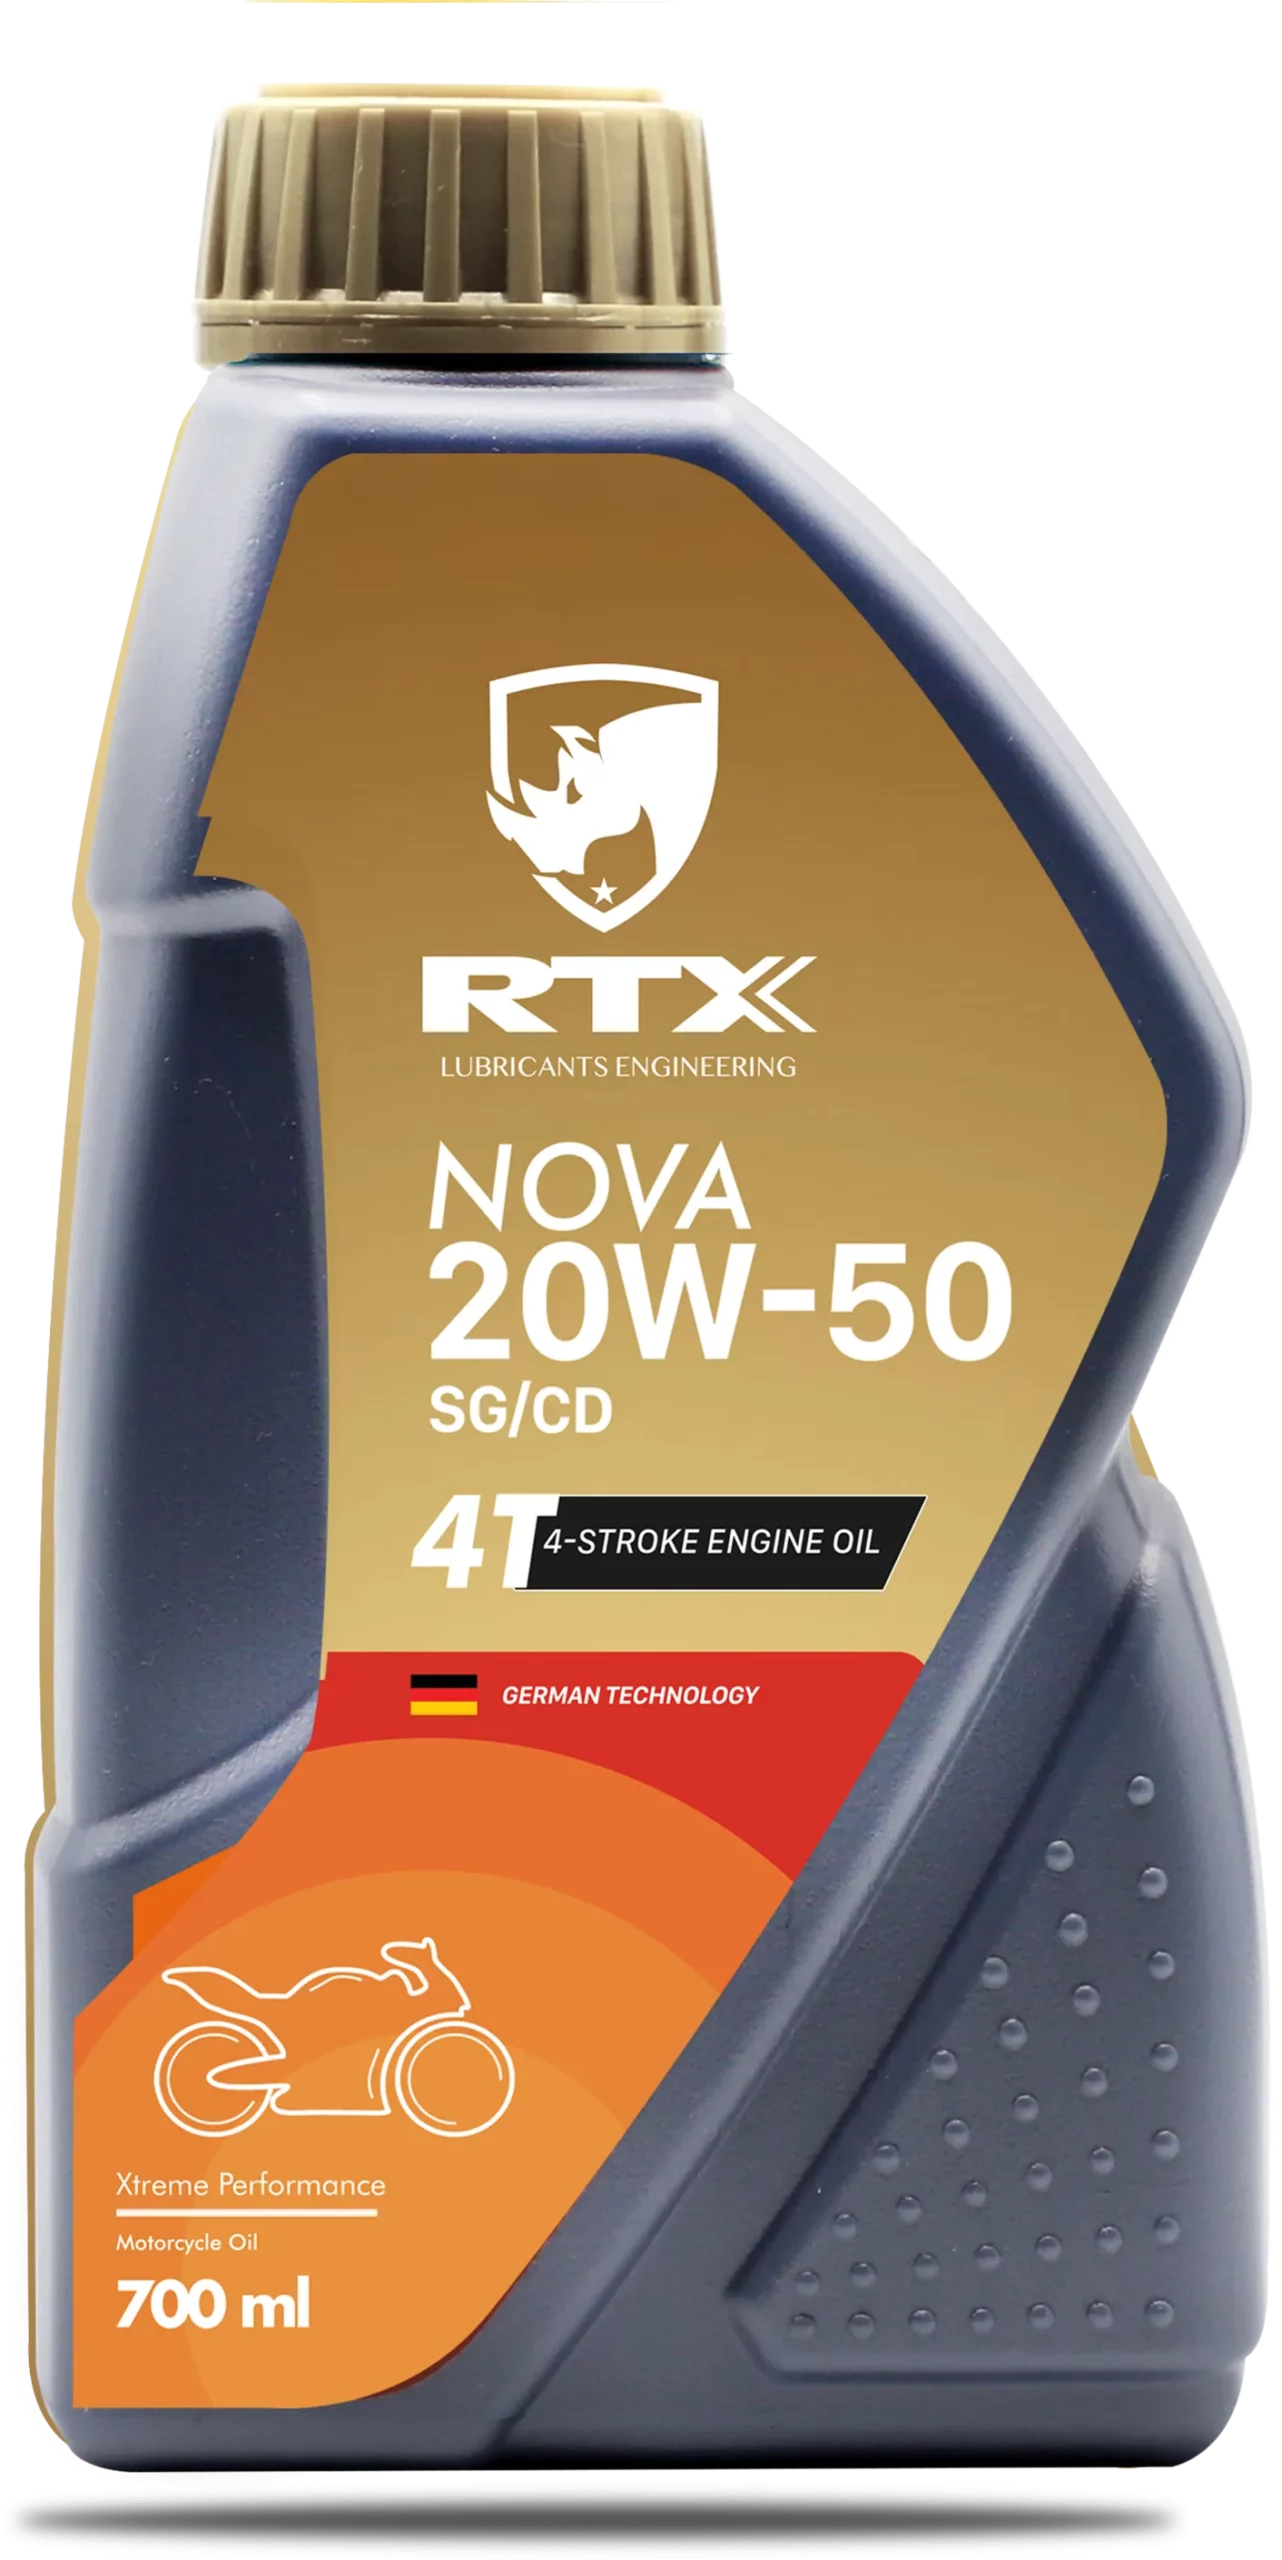 RTX
LUBRICANTS ENGINEERING
NOVA
20W-50
SG/CD
4T 4-STROKE ENGINE OIL
GERMAN TECHNOLOGY
Xtreme Performance
Motorcycle Oil
700 ml